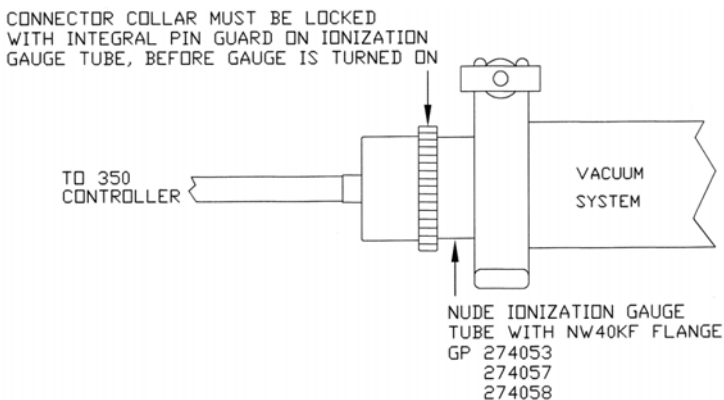 CONNECTOR COLLAR MUST BE LOCKED
WITH INTEGRAL PIN GUARD ON IONIZATION
GAUGE TUBE, BEFORE GAUGE IS TURNED ON
TO 350
CONTROLLER
VACUUM
SYSTEM
NUDE IONIZATION GAUGE
TUBE WITH NW40KF FLANGE
GP 274053
274057
274058